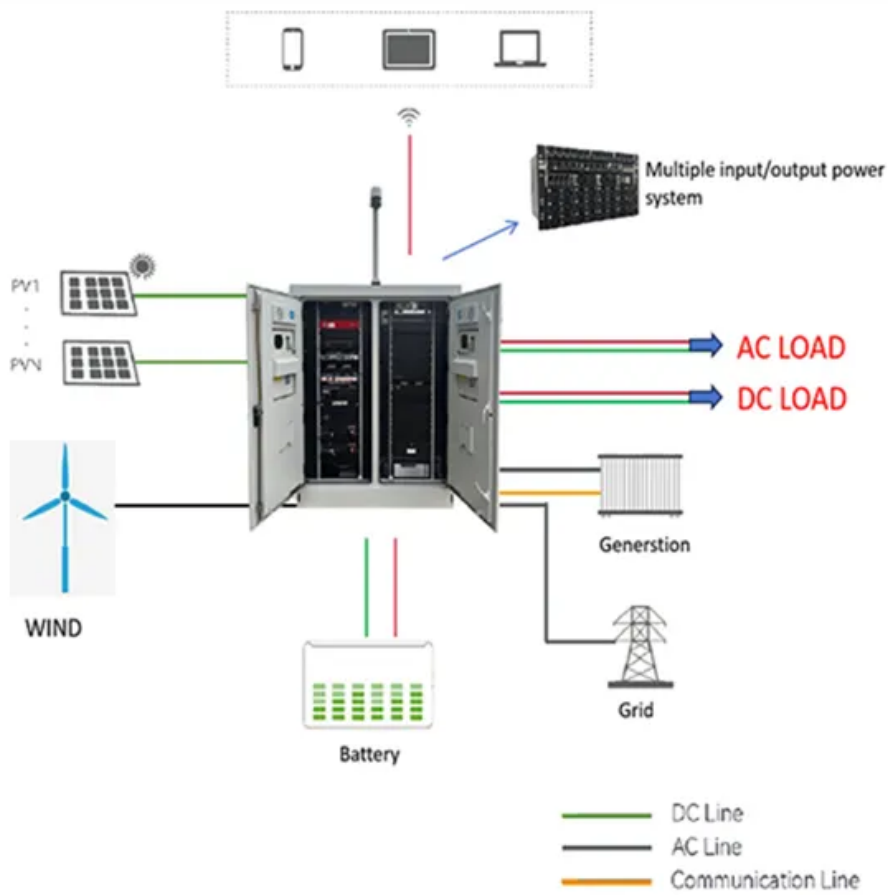 Multiple input/output power
system
PV1
PVN
AC LOAD
DC LOAD
WIND
Generstion
Grid
Battery
DC Line
AC Line
Communication Line